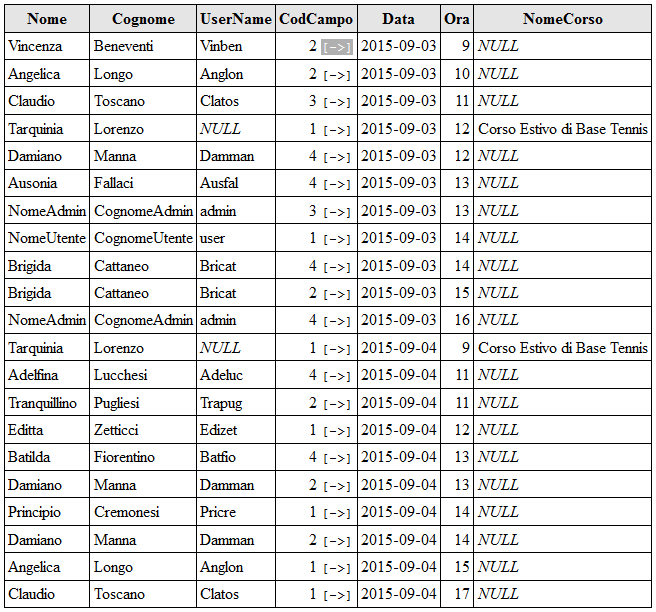 Nome Cognome UserName CodCampo Data Ora NomeCorso
Vincenza Beneventi Vinben 2 [->] 2015-09-03 9 NULL
Angelica Longo Anglon 2 [->] 2015-09-03 10 NULL
Claudio Toscano Clatos 3 [->] 2015-09-03 11 NULL
Tarquinia Lorenzo NULL 1 [->] 2015-09-03 12 Corso Estivo di Base Tennis
Damiano Manna Damman 4 [->] 2015-09-03 12 NULL
Ausonia Fallaci Ausfal 4 [->] 2015-09-03 13 NULL
NomeAdmin CognomeAdmin admin 3 [->] 2015-09-03 13 NULL
NomeUtente CognomeUtente user 1 [->] 2015-09-03 14 NULL
Brigida Cattaneo Bricat 4 [->] 2015-09-03 14 NULL
Brigida Cattaneo Bricat 2 [->] 2015-09-03 15 NULL
NomeAdmin CognomeAdmin admin 4 [->] 2015-09-03 16 NULL
Tarquinia Lorenzo NULL 1 [->] 2015-09-04 9 Corso Estivo di Base Tennis
Adelfina Lucchesi Adeluc 4 [->] 2015-09-04 11 NULL
Tranquillino Pugliesi Trapug 2 [->] 2015-09-04 11 NULL
Editta Zetticci Edizet 1 [->] 2015-09-04 12 NULL
Batilda Fiorentino Batfio 4 [->] 2015-09-04 13 NULL
Damiano Manna Damman 2 [->] 2015-09-04 13 NULL
Principio Cremonesi Pricre 1 [->] 2015-09-04 14 NULL
Damiano Manna Damman 2 [->] 2015-09-04 14 NULL
Angelica Longo Anglon 1 [->] 2015-09-04 15 NULL
Claudio Toscano Clatos 1 [->] 2015-09-04 17 NULL